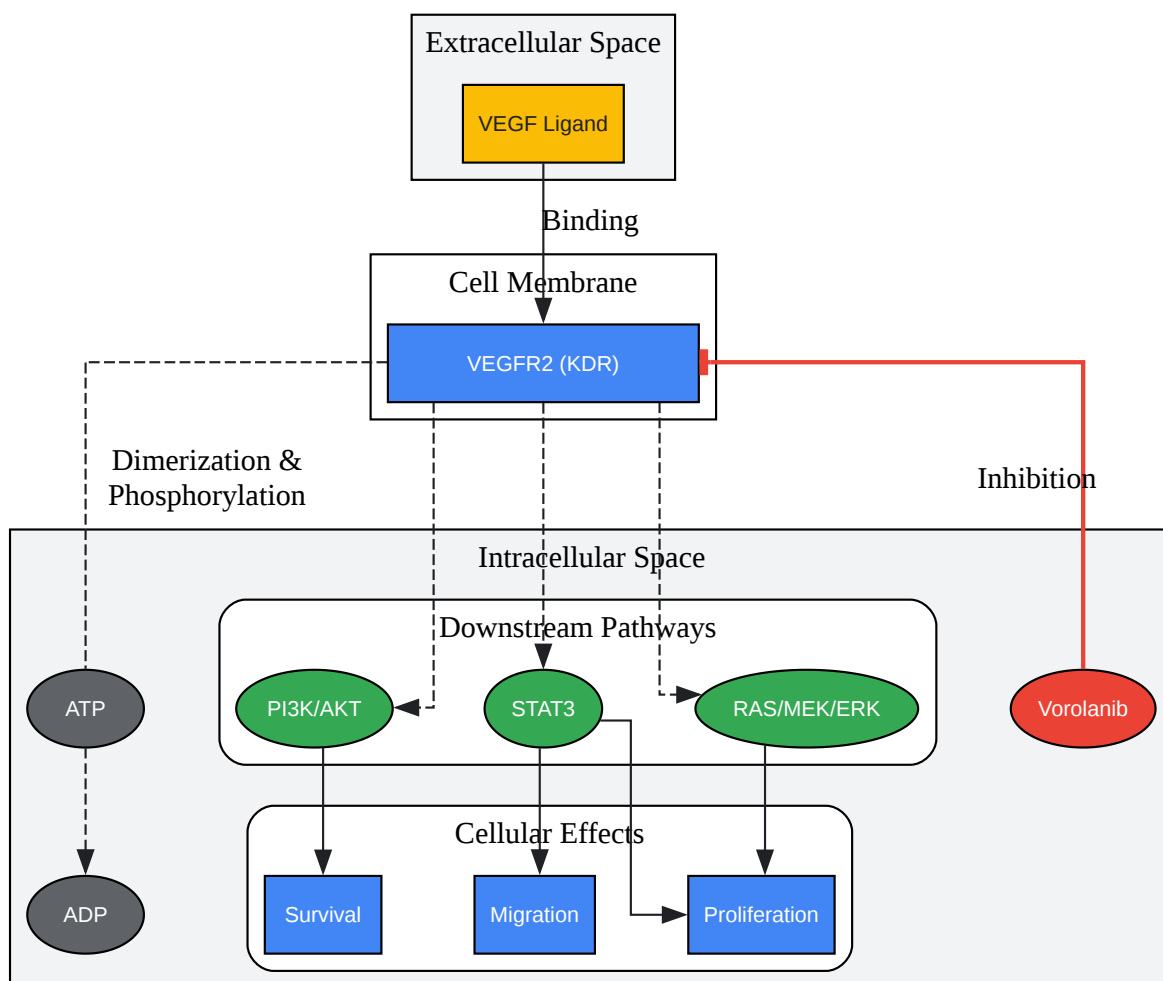 Extracellular Space
VEGF Ligand
Binding
Cell Membrane
VEGFR2 (KDR)
Dimerization &
Phosphorylation
Inhibition
Intracellular Space
Downstream Pathways
ATP
PI3K/AKT
STAT3
RAS/MEK/ERK
Vorolanib
Cellular Effects
ADP
Survival
Migration
Proliferation